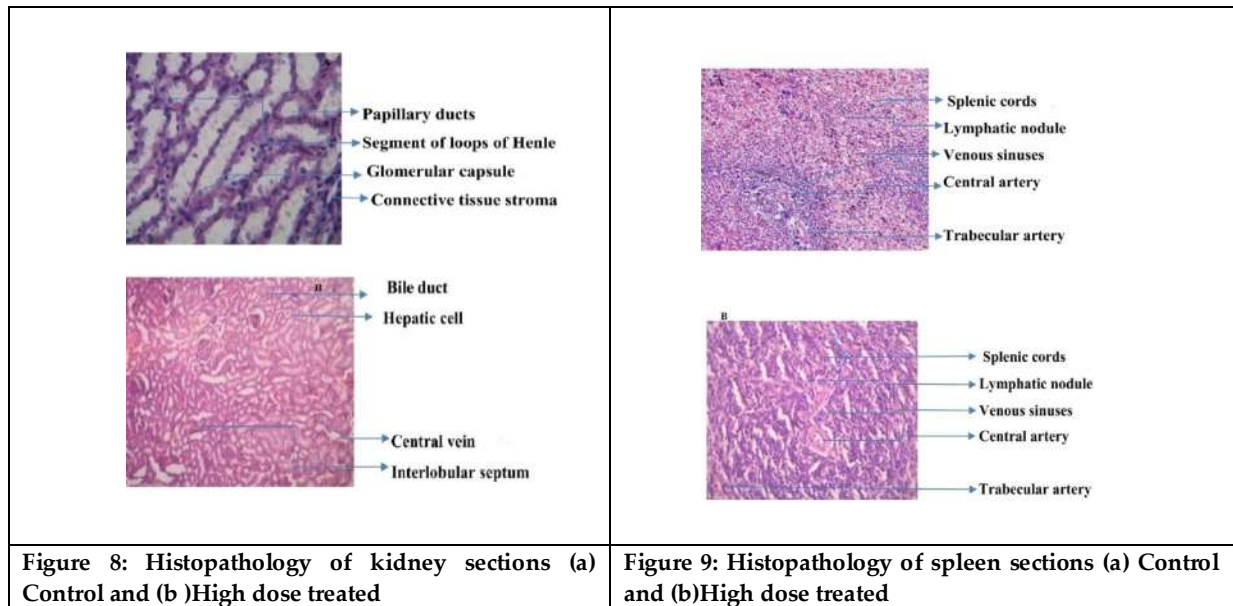 A
Papillary ducts
Segment of loops of Henle
Glomerular capsule
Connective tissue stroma
B
Bile duct
Hepatic cell
Central vein
Interlobular septum
Figure 8: Histopathology of kidney sections (a)
Control and (b )High dose treated
A
Splenic cords
Lymphatic nodule
Venous sinuses
Central artery
Trabecular artery
B
Splenic cords
Lymphatic nodule
Venous sinuses
Central artery
Trabecular artery
Figure 9: Histopathology of spleen sections (a) Control
and (b)High dose treated